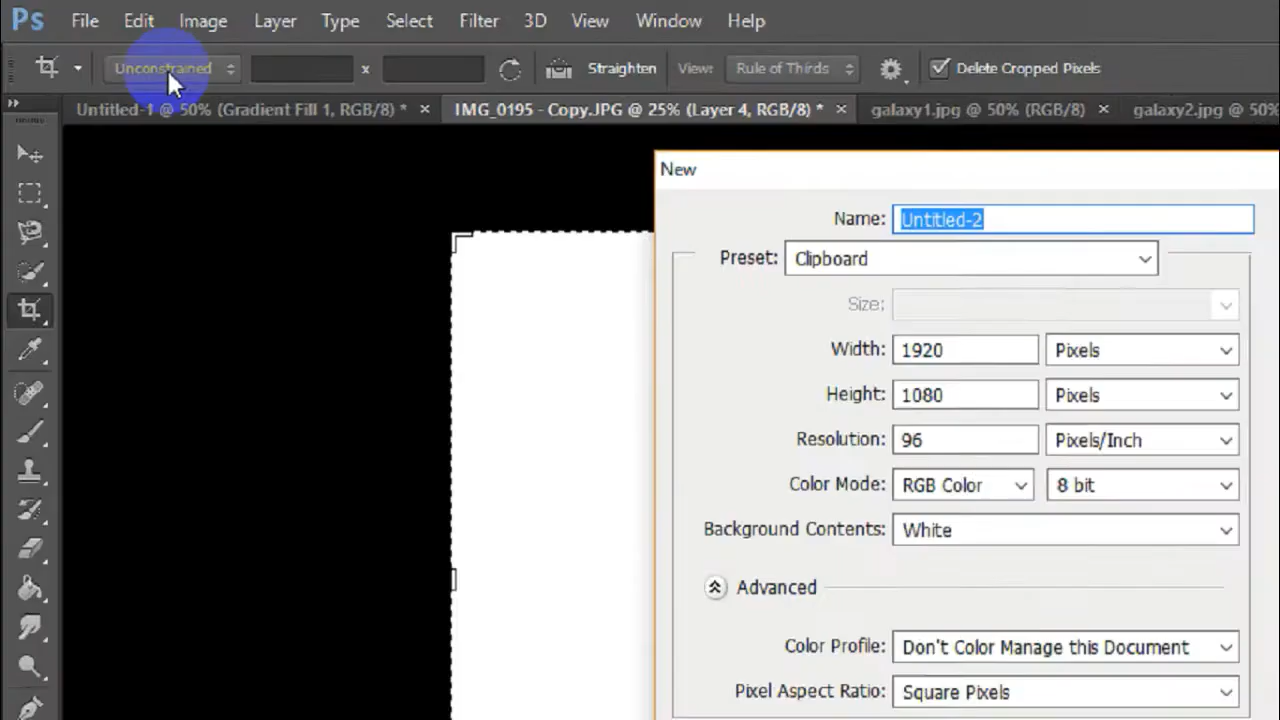 Ps File Edit Image Layer Type Select Filter 3D View Window Help
Unconstrained x Straighten View: Rule of Thirds Delete Cropped Pixels
Untitled-1 @ 50% (Gradient Fill 1, RGB/8) * × IMG_0195 - Copy.JPG @ 25% (Layer 4, RGB/8) * × galaxy1.jpg @ 50% (RGB/8) × galaxy2.jpg @ 50%
New
Name: Untitled-2
Preset: Clipboard
Size:
Width: 1920 Pixels
Height: 1080 Pixels
Resolution: 96 Pixels/Inch
Color Mode: RGB Color 8 bit
Background Contents: White
Advanced
Color Profile: Don't Color Manage this Document
Pixel Aspect Ratio: Square Pixels